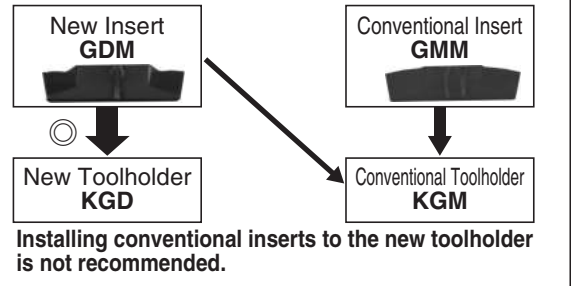 New Insert
GDM
Conventional Insert
GMM
◎
New Toolholder
KGD
Conventional Toolholder
KGM
Installing conventional inserts to the new toolholder
is not recommended.